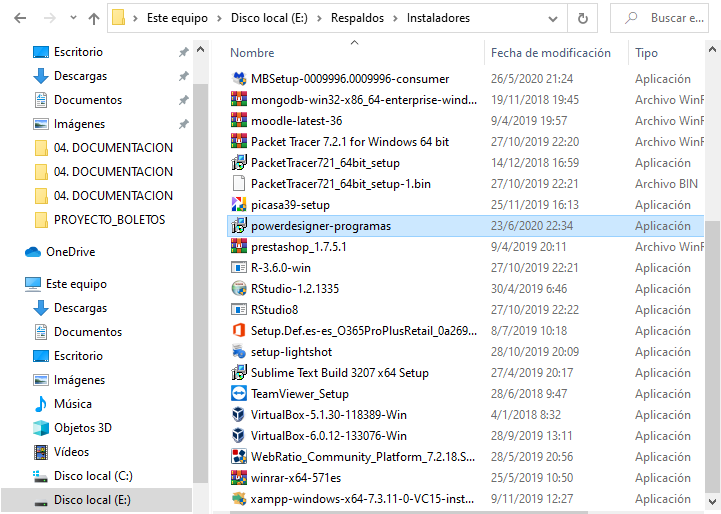 Este equipo > Disco local (E:) > Respaldos > Instaladores
Buscar e...
Escritorio
Descargas
Documentos
Imágenes
04. DOCUMENTACION
04. DOCUMENTACION
04. DOCUMENTACION
PROYECTO_BOLETOS
OneDrive
Este equipo
Descargas
Documentos
Escritorio
Imágenes
Música
Objetos 3D
Vídeos
Disco local (C:)
Disco local (E:)
Nombre Fecha de modificación Tipo
MBSetup-0009996.0009996-consumer 26/5/2020 21:24 Aplicación
mongodb-win32-x86_64-enterprise-wind... 19/11/2018 19:45 Archivo WinF
moodle-latest-36 9/4/2019 19:57 Archivo WinF
Packet Tracer 7.2.1 for Windows 64 bit 27/10/2019 22:20 Archivo WinF
PacketTracer721_64bit_setup 14/12/2018 16:59 Aplicación
PacketTracer721_64bit_setup-1.bin 27/10/2019 22:21 Archivo BIN
picasa39-setup 25/11/2019 16:13 Aplicación
powerdesigner-programas 23/6/2020 22:34 Aplicación
prestashop_1.7.5.1 9/4/2019 20:11 Archivo WinF
R-3.6.0-win 27/10/2019 22:21 Aplicación
RStudio-1.2.1335 30/4/2019 6:46 Aplicación
RStudio8 27/10/2019 22:22 Aplicación
Setup.Def.es-es_O365ProPlusRetail_0a269... 8/7/2019 10:18 Aplicación
setup-lightshot 28/10/2019 20:09 Aplicación
Sublime Text Build 3207 x64 Setup 27/4/2019 20:17 Aplicación
TeamViewer_Setup 28/6/2018 9:47 Aplicación
VirtualBox-5.1.30-118389-Win 4/1/2018 8:32 Aplicación
VirtualBox-6.0.12-133076-Win 28/9/2019 13:11 Aplicación
WebRatio_Community_Platform_7.2.18.S... 28/5/2019 20:56 Aplicación
winrar-x64-571es 25/5/2019 10:50 Aplicación
xampp-windows-x64-7.3.11-0-VC15-inst... 9/11/2019 12:27 Aplicación